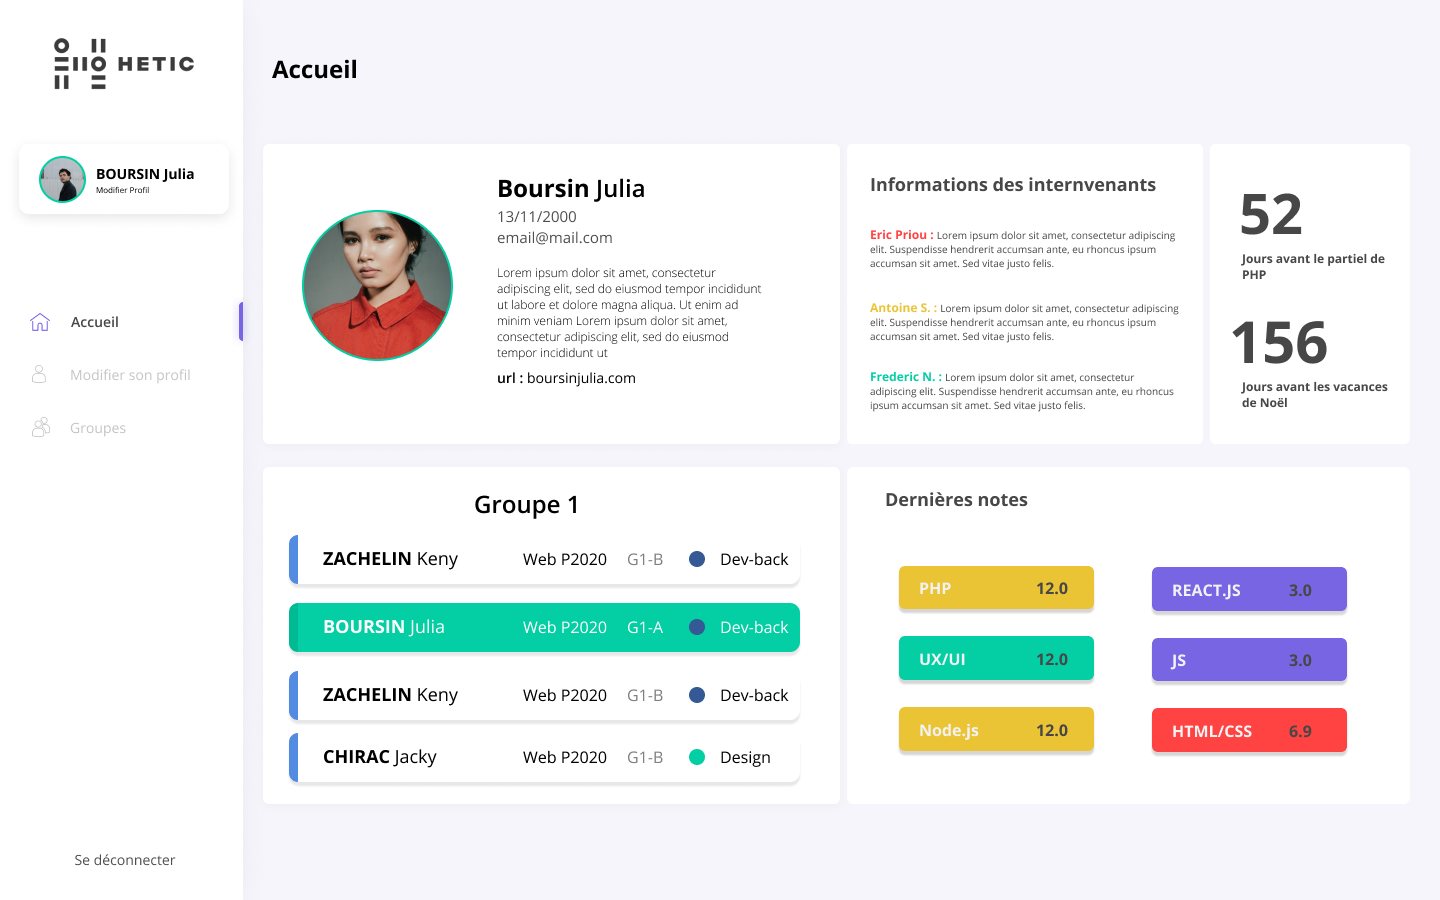 HETIC
BOURSIN Julia
Modifier Profil
Accueil
Modifier son profil
Groupes
Se déconnecter
Accueil
Boursin Julia
13/11/2000
email@mail.com
Lorem ipsum dolor sit amet, consectetur
adipiscing elit, sed do eiusmod tempor incididunt
ut labore et dolore magna aliqua. Ut enim ad
minim veniam Lorem ipsum dolor sit amet,
consectetur adipiscing elit, sed do eiusmod
tempor incididunt ut
url : boursinjulia.com
Informations des internvenants
Eric Priou : Lorem ipsum dolor sit amet, consectetur adipiscing
elit. Suspendisse hendrerit accumsan ante, eu rhoncus ipsum
accumsan sit amet. Sed vitae justo felis.
Antoine S. : Lorem ipsum dolor sit amet, consectetur adipiscing
elit. Suspendisse hendrerit accumsan ante, eu rhoncus ipsum
accumsan sit amet. Sed vitae justo felis.
Frederic N. : Lorem ipsum dolor sit amet, consectetur
adipiscing elit. Suspendisse hendrerit accumsan ante, eu rhoncus
ipsum accumsan sit amet. Sed vitae justo felis.
52
Jours avant le partiel de
PHP
156
Jours avant les vacances
de Noël
Groupe 1
ZACHELIN Keny Web P2020 G1-B Dev-back
BOURSIN Julia Web P2020 G1-A Dev-back
ZACHELIN Keny Web P2020 G1-B Dev-back
CHIRAC Jacky Web P2020 G1-B Design
Dernières notes
PHP 12.0
REACT.JS 3.0
UX/UI 12.0
JS 3.0
Node.js 12.0
HTML/CSS 6.9